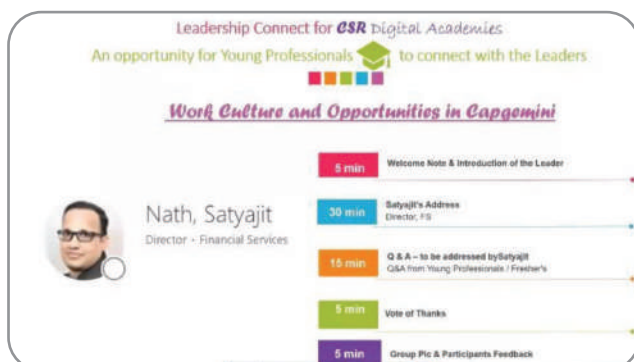 Leadership Connect for CSR Digital Academies
An opportunity for Young Professionals to connect with the Leaders
Work Culture and Opportunities in Capgemini
5 min Welcome Note & Introduction of the Leader
Nath, Satyajit
Director - Financial Services
30 min Satyajit's Address
Director, FS
15 min Q & A – to be addressed bySatyajit
Q&A from Young Professionals / Fresher's
5 min Vote of Thanks
5 min Group Pic & Participants Feedback